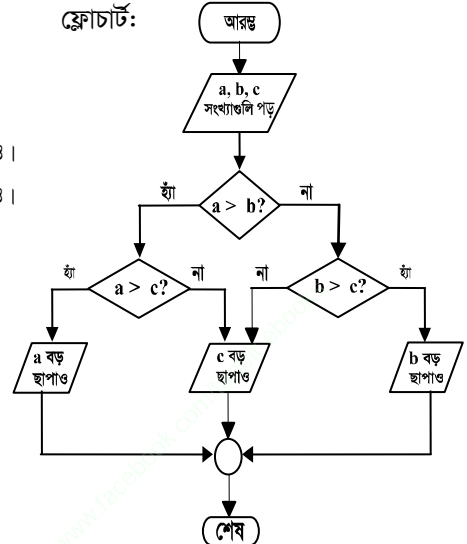 ফ্লোচার্ট:
আরম্ভ
a, b, c
সংখ্যাগুলি পড়
ও।
ও।
a > b?
হ্যাঁ
না
a > c?
হ্যাঁ
না
b > c?
না
হ্যাঁ
a বড়
ছাপাও
c বড়
ছাপাও
b বড়
ছাপাও
শেষ